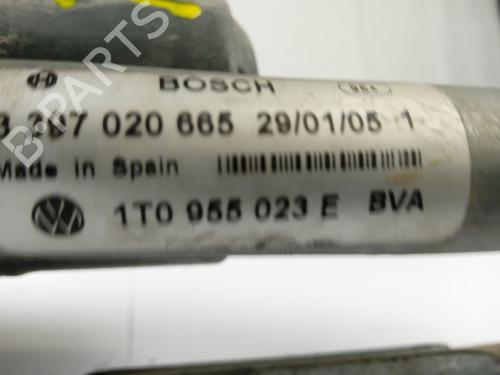 BOSCH
3 397 020 665 29/01/05 1
Made in Spain
1T0 955 023 E BVA
B-PARTS